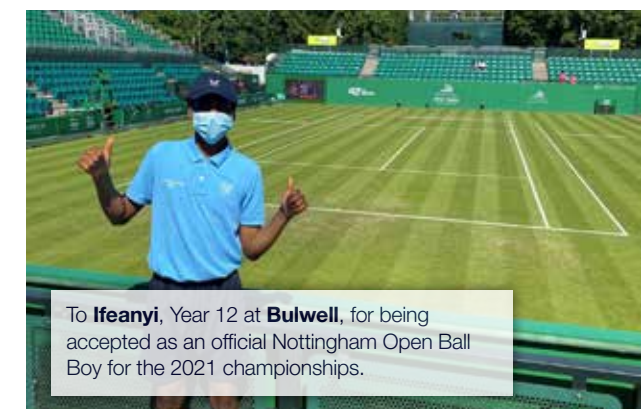 To Ifeanyi, Year 12 at Bulwell, for being
accepted as an official Nottingham Open Ball
Boy for the 2021 championships.